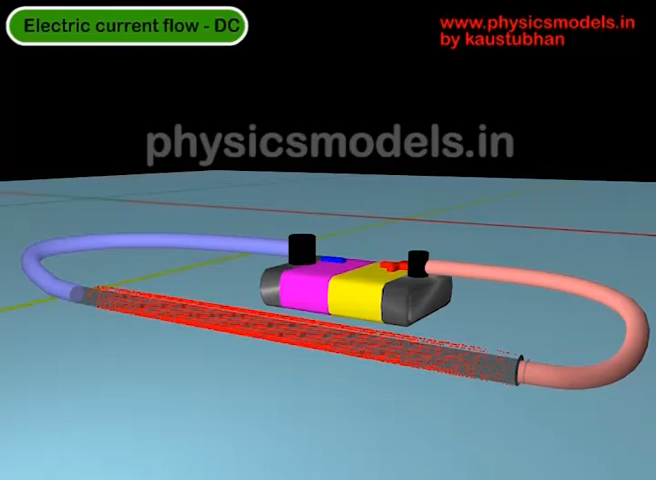 Electric current flow - DC
www.physicsmodels.in
by kaustubhan
physicsmodels.in